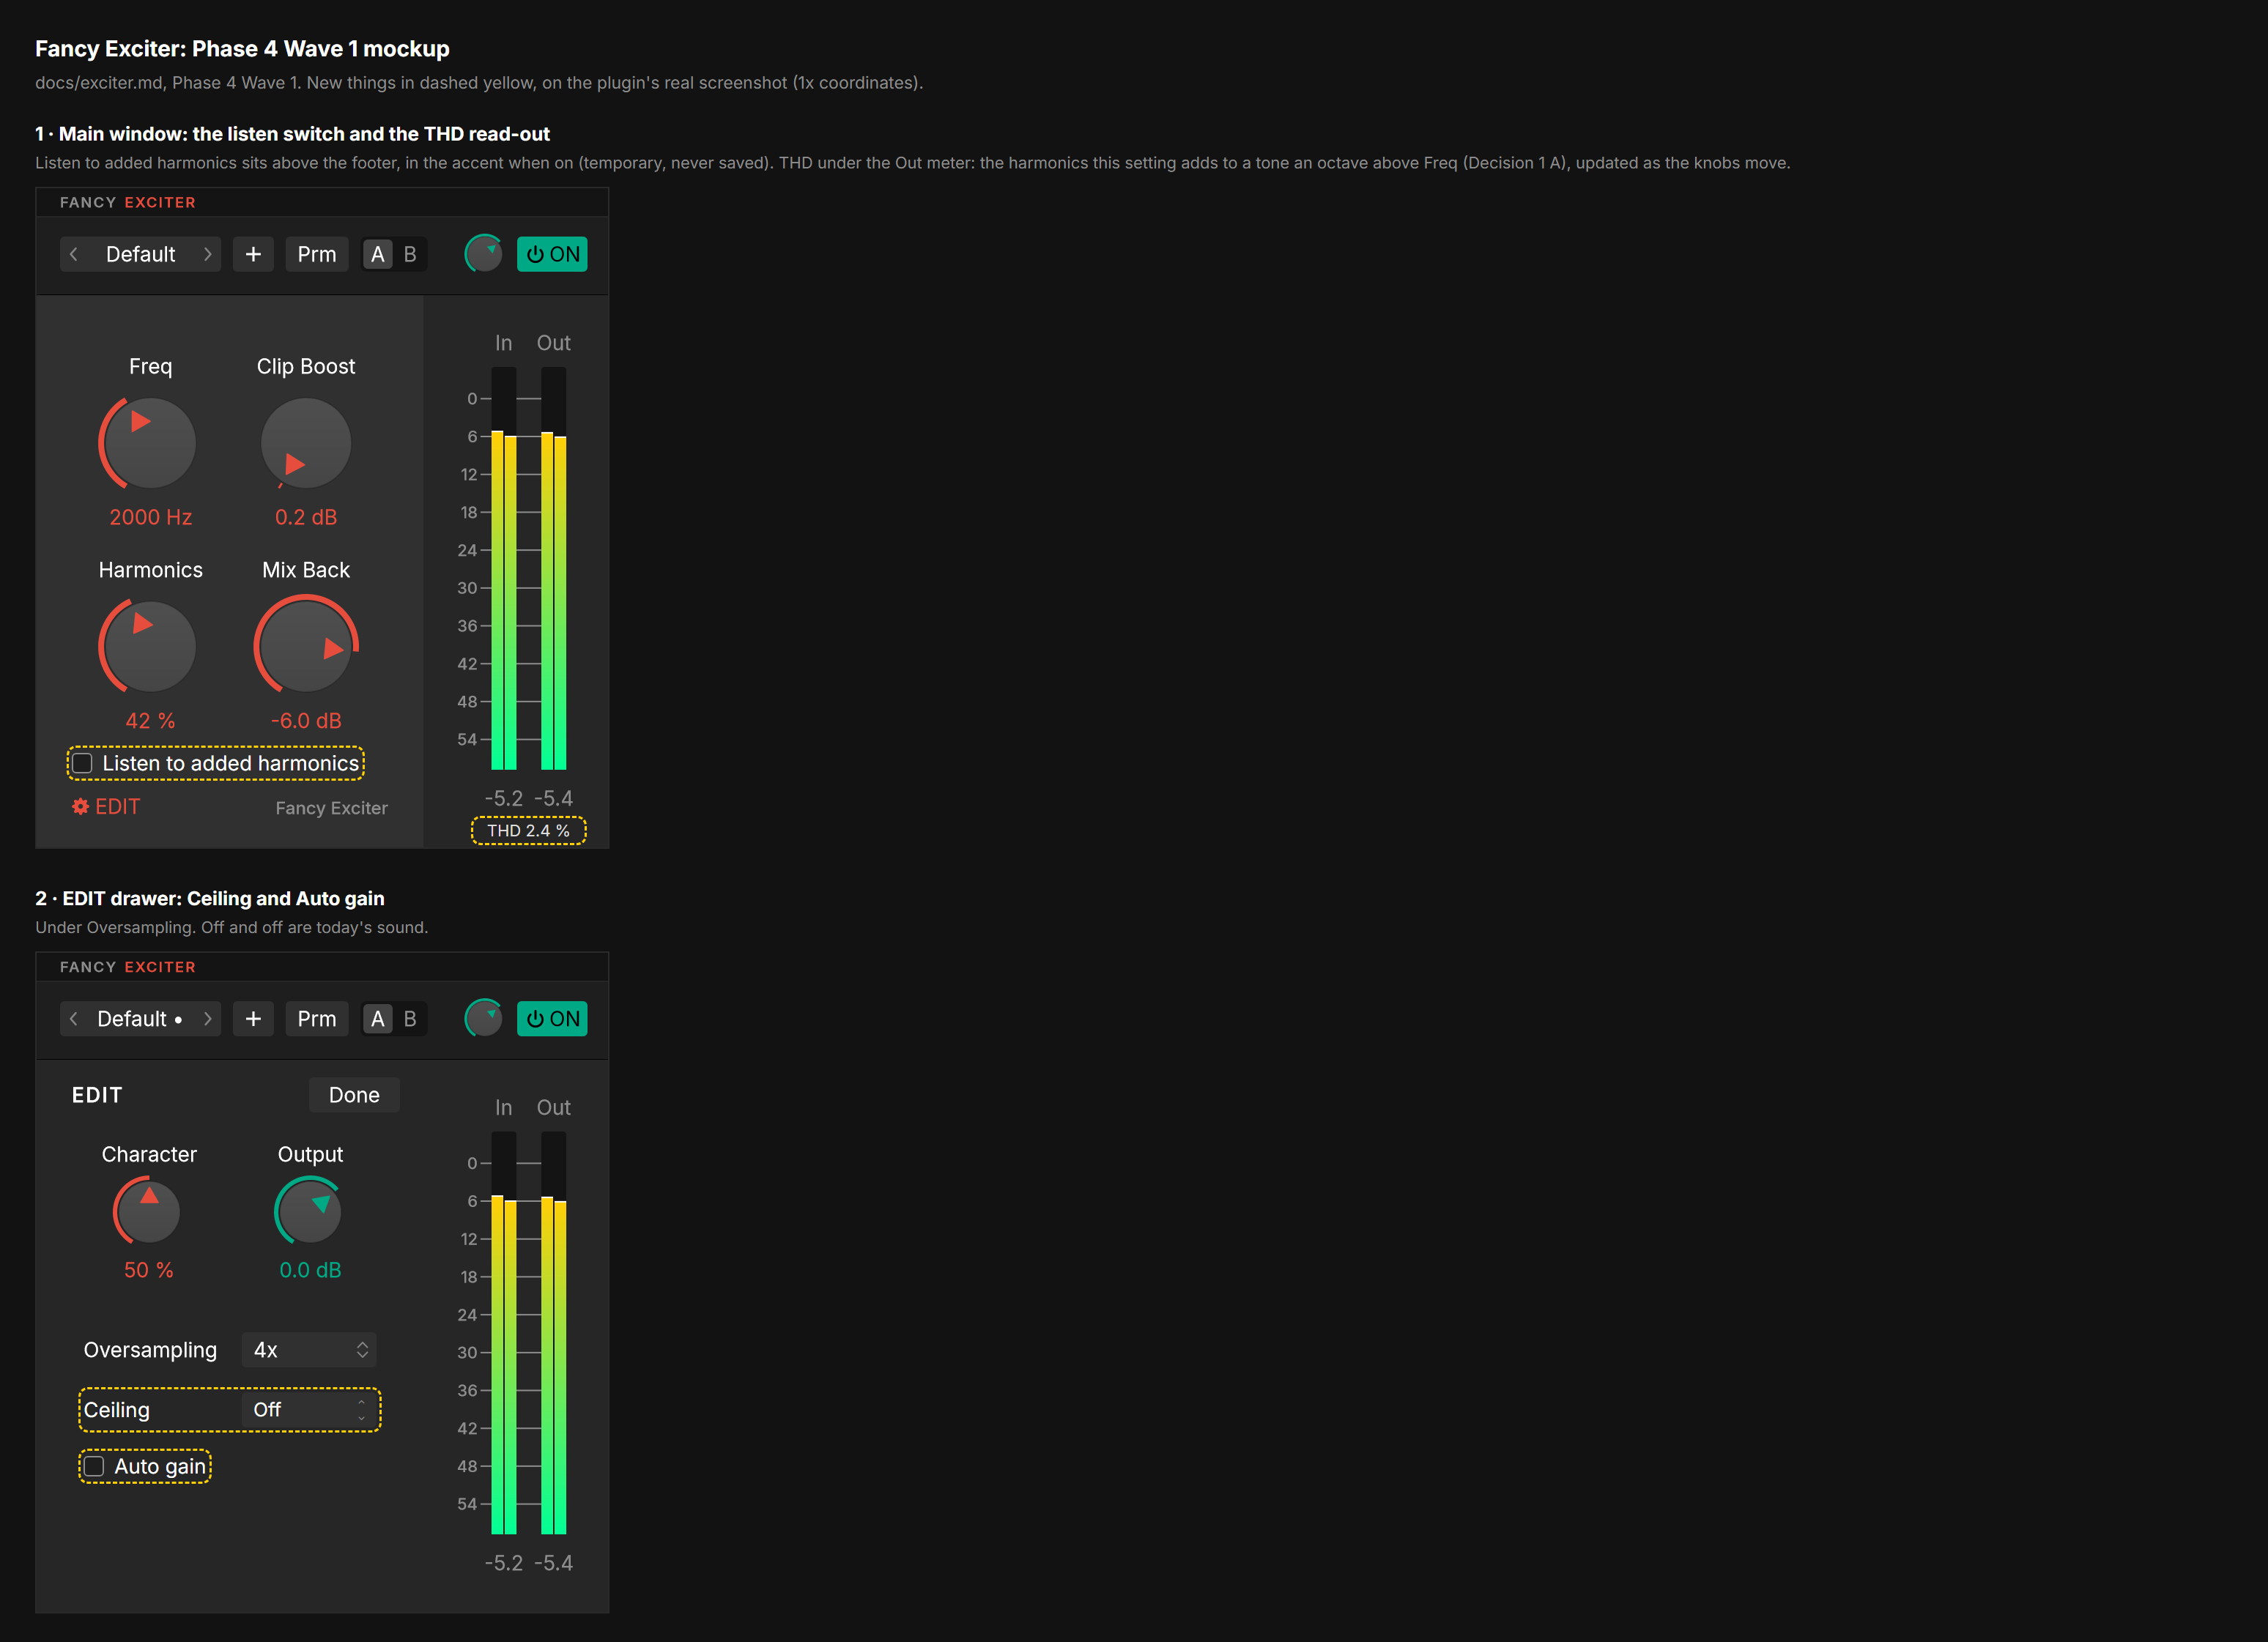 Fancy Exciter: Phase 4 Wave 1 mockup
docs/exciter.md, Phase 4 Wave 1. New things in dashed yellow, on the plugin's real screenshot (1x coordinates).
1 · Main window: the listen switch and the THD read-out
Listen to added harmonics sits above the footer, in the accent when on (temporary, never saved). THD under the Out meter: the harmonics this setting adds to a tone an octave above Freq (Decision 1 A), updated as the knobs move.
FANCY EXCITER
Default + Prm A B ON
In Out
Freq Clip Boost
0
6
12
18
2000 Hz 0.2 dB
24
Harmonics Mix Back
30
36
42
48
42 % -6.0 dB
54
Listen to added harmonics
-5.2 -5.4
EDIT Fancy Exciter
THD 2.4 %
2 · EDIT drawer: Ceiling and Auto gain
Under Oversampling. Off and off are today's sound.
FANCY EXCITER
Default • + Prm A B ON
EDIT Done
In Out
Character Output
0
6
12
50 % 0.0 dB
18
24
Oversampling 4x
30
36
Ceiling Off
42
Auto gain
48
54
-5.2 -5.4